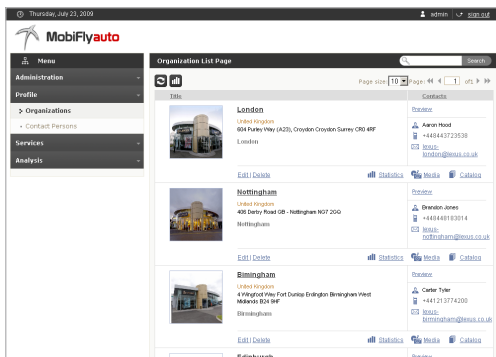 Thursday, July 23, 2009
admin
sign out
MobiFlyauto
Menu
Administration
Profile
Organizations
Contact Persons
Services
Analysis
Organization List Page
Search
Page size: 10 Page: 1 of 1
Title
Contacts
London
United Kingdom
604 Purley Way (A23), Croydon Croydon Surrey CR0 4RF
London
Edit | Delete
Statistics
Preview
Aaron Hood
+448443723538
lexus-
london@lexus.co.uk
Media
Catalog
Nottingham
United Kingdom
406 Derby Road GB - Nottingham NG7 2GG
Nottingham
Edit | Delete
Statistics
Preview
Brandon Jones
+448448183014
lexus-
nottingham@lexus.co.uk
Media
Catalog
Bimingham
United Kingdom
4 Wingfoot Way Fort Dunlop Erdington Birmingham West
Midlands B24 9HF
Birmingham
Edit | Delete
Statistics
Preview
Carter Tyler
+441213774200
lexus-
birmingham@lexus.co.uk
Media
Catalog
Edinburgh
Preview